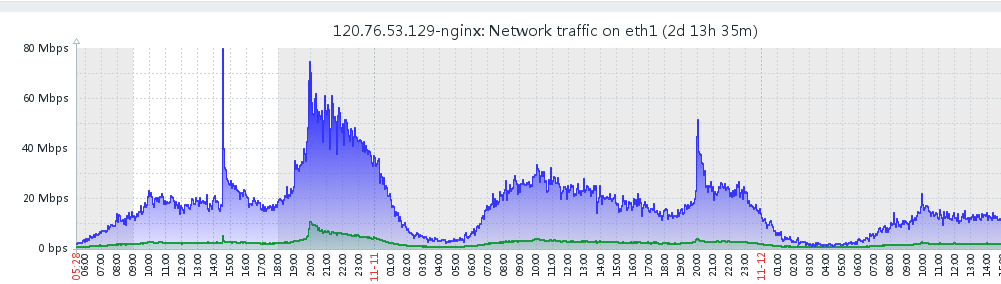 120.76.53.129-nginx: Network traffic on eth1 (2d 13h 35m)
80 Mbps
60 Mbps
40 Mbps
20 Mbps
0 bps
05:28 06:00 07:00 08:00 09:00 10:00 11:00 12:00 13:00 14:00 15:00 16:00 17:00 18:00 19:00 20:00 21:00 22:00 23:00 11-11 01:00 02:00 03:00 04:00 05:00 06:00 07:00 08:00 09:00 10:00 11:00 12:00 13:00 14:00 15:00 16:00 17:00 18:00 19:00 20:00 21:00 22:00 23:00 11-12 01:00 02:00 03:00 04:00 05:00 06:00 07:00 08:00 09:00 10:00 11:00 12:00 13:00 14:00